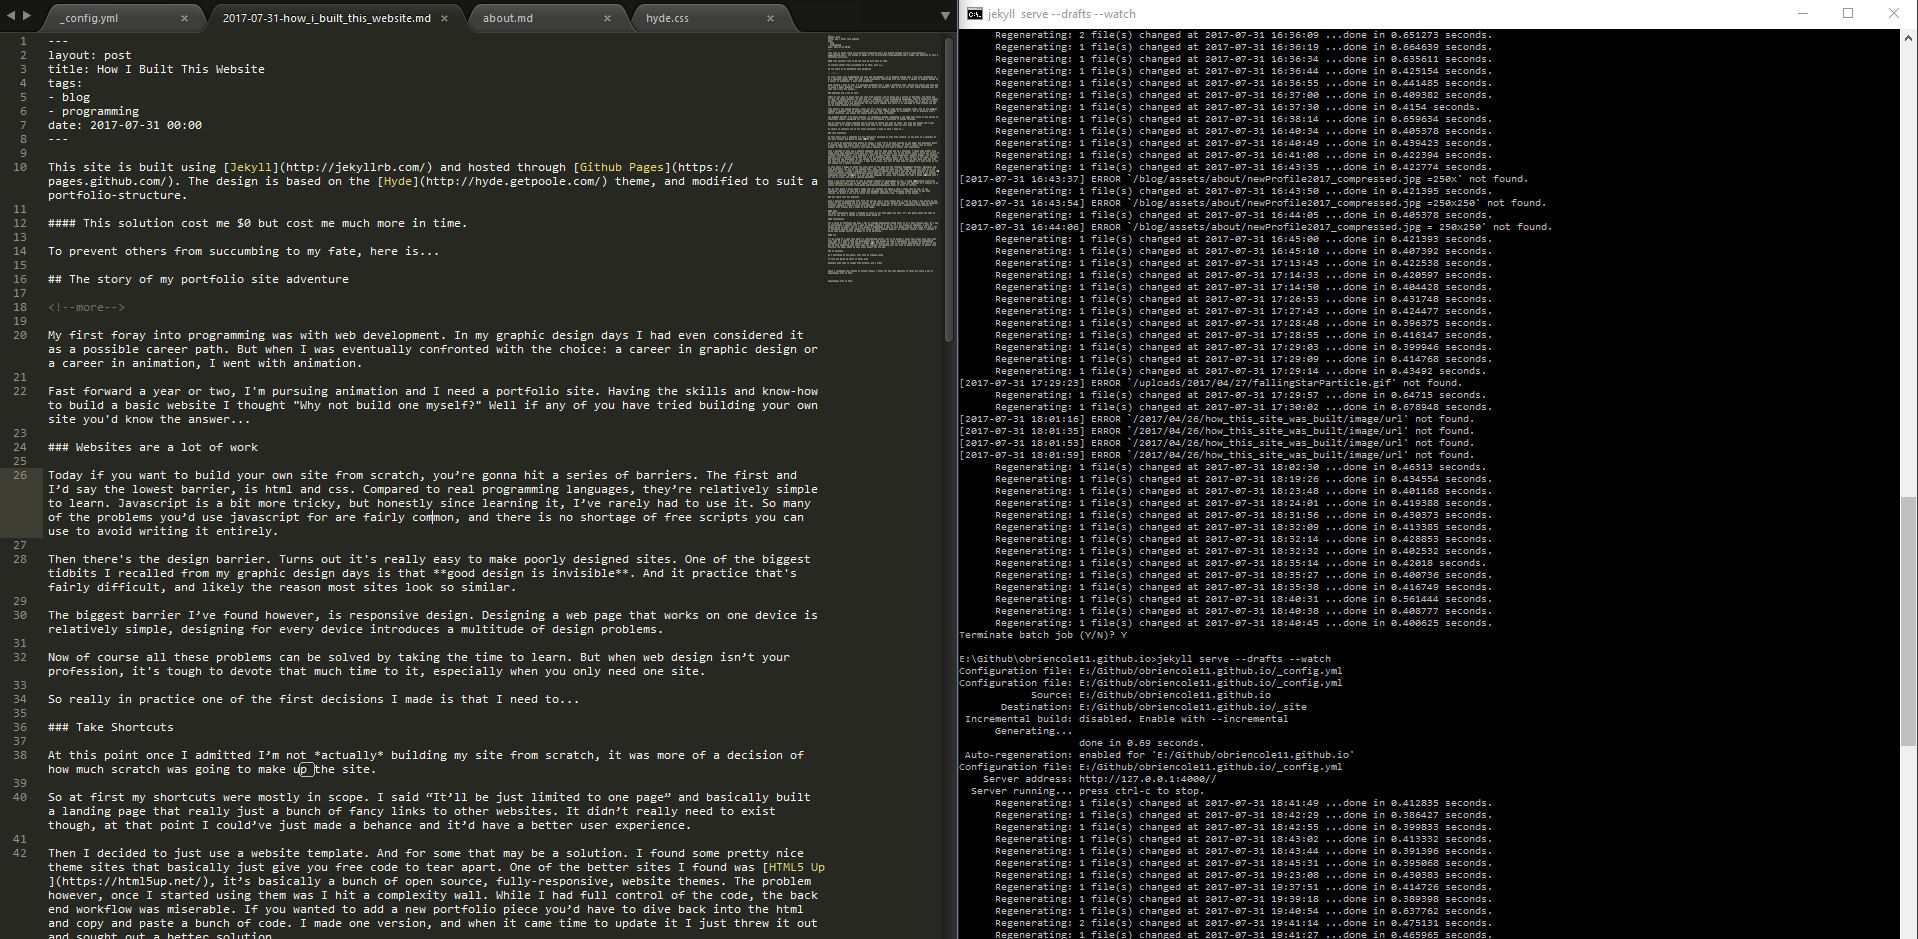 _config.yml × 2017-07-31-how_i_built_this_website.md × about.md × hyde.css ×
1 ---
2 layout: post
3 title: How I Built This Website
4 tags:
5 - blog
6 - programming
7 date: 2017-07-31 00:00
8 ---
9
10 This site is built using [Jekyll](http://jekyllrb.com/) and hosted through [Github Pages](https://
pages.github.com/). The design is based on the [Hyde](http://hyde.getpoole.com/) theme, and modified to suit a
portfolio-structure.
11
12 #### This solution cost me $0 but cost me much more in time.
13
14 To prevent others from succumbing to my fate, here is...
15
16 ## The story of my portfolio site adventure
17
18 <!--more-->
19
20 My first foray into programming was with web development. In my graphic design days I had even considered it
as a possible career path. But when I was eventually confronted with the choice: a career in graphic design or
a career in animation, I went with animation.
21
22 Fast forward a year or two, I'm pursuing animation and I need a portfolio site. Having the skills and know-how
to build a basic website I thought "Why not build one myself?" Well if any of you have tried building your own
site you'd know the answer...
23
24 ### Websites are a lot of work
25
26 Today if you want to build your own site from scratch, you’re gonna hit a series of barriers. The first and
I’d say the lowest barrier, is html and css. Compared to real programming languages, they’re relatively simple
to learn. Javascript is a bit more tricky, but honestly since learning it, I’ve rarely had to use it. So many
of the problems you’d use javascript for are fairly common, and there is no shortage of free scripts you can
use to avoid writing it entirely.
27
28 Then there's the design barrier. Turns out it's really easy to make poorly designed sites. One of the biggest
tidbits I recalled from my graphic design days is that **good design is invisible**. And it practice that's
fairly difficult, and likely the reason most sites look so similar.
29
30 The biggest barrier I’ve found however, is responsive design. Designing a web page that works on one device is
relatively simple, designing for every device introduces a multitude of design problems.
31
32 Now of course all these problems can be solved by taking the time to learn. But when web design isn’t your
profession, it's tough to devote that much time to it, especially when you only need one site.
33
34 So really in practice one of the first decisions I made is that I need to...
35
36 ### Take Shortcuts
37
38 At this point once I admitted I’m not *actually* building my site from scratch, it was more of a decision of
how much scratch was going to make up the site.
39
40 So at first my shortcuts were mostly in scope. I said “It’ll be just limited to one page” and basically built
a landing page that really just a bunch of fancy links to other websites. It didn’t really need to exist
though, at that point I could’ve just made a behance and it’d have a better user experience.
41
42 Then I decided to just use a website template. And for some that may be a solution. I found some pretty nice
theme sites that basically just give you free code to tear apart. One of the better sites I found was [HTML5 Up
](https://html5up.net/), it’s basically a bunch of open source, fully-responsive, website themes. The problem
however, once I started using them was I hit a complexity wall. While I had full control of the code, the back
end workflow was miserable. If you wanted to add a new portfolio piece you’d have to dive back into the html
and copy and paste a bunch of code. I made one version, and when it came time to update it I just threw it out
and sought out a better solution
jekyll serve --drafts --watch
Regenerating: 2 file(s) changed at 2017-07-31 16:36:09 ...done in 0.651273 seconds.
Regenerating: 1 file(s) changed at 2017-07-31 16:36:19 ...done in 0.664639 seconds.
Regenerating: 1 file(s) changed at 2017-07-31 16:36:34 ...done in 0.635611 seconds.
Regenerating: 1 file(s) changed at 2017-07-31 16:36:44 ...done in 0.425154 seconds.
Regenerating: 1 file(s) changed at 2017-07-31 16:36:55 ...done in 0.441485 seconds.
Regenerating: 1 file(s) changed at 2017-07-31 16:37:00 ...done in 0.409382 seconds.
Regenerating: 1 file(s) changed at 2017-07-31 16:37:30 ...done in 0.4154 seconds.
Regenerating: 1 file(s) changed at 2017-07-31 16:38:14 ...done in 0.659634 seconds.
Regenerating: 1 file(s) changed at 2017-07-31 16:40:34 ...done in 0.405378 seconds.
Regenerating: 1 file(s) changed at 2017-07-31 16:40:49 ...done in 0.439423 seconds.
Regenerating: 1 file(s) changed at 2017-07-31 16:41:08 ...done in 0.422394 seconds.
Regenerating: 1 file(s) changed at 2017-07-31 16:43:35 ...done in 0.422774 seconds.
[2017-07-31 16:43:37] ERROR `/blog/assets/about/newProfile2017_compressed.jpg =250x' not found.
Regenerating: 1 file(s) changed at 2017-07-31 16:43:50 ...done in 0.421395 seconds.
[2017-07-31 16:43:54] ERROR `/blog/assets/about/newProfile2017_compressed.jpg =250x250' not found.
Regenerating: 1 file(s) changed at 2017-07-31 16:44:05 ...done in 0.405378 seconds.
[2017-07-31 16:44:06] ERROR `/blog/assets/about/newProfile2017_compressed.jpg = 250x250' not found.
Regenerating: 1 file(s) changed at 2017-07-31 16:45:00 ...done in 0.421393 seconds.
Regenerating: 1 file(s) changed at 2017-07-31 16:45:10 ...done in 0.407392 seconds.
Regenerating: 1 file(s) changed at 2017-07-31 17:13:43 ...done in 0.422538 seconds.
Regenerating: 1 file(s) changed at 2017-07-31 17:14:33 ...done in 0.420597 seconds.
Regenerating: 1 file(s) changed at 2017-07-31 17:14:50 ...done in 0.404428 seconds.
Regenerating: 1 file(s) changed at 2017-07-31 17:26:53 ...done in 0.431748 seconds.
Regenerating: 1 file(s) changed at 2017-07-31 17:27:43 ...done in 0.424477 seconds.
Regenerating: 1 file(s) changed at 2017-07-31 17:28:48 ...done in 0.396375 seconds.
Regenerating: 1 file(s) changed at 2017-07-31 17:28:55 ...done in 0.416147 seconds.
Regenerating: 1 file(s) changed at 2017-07-31 17:29:03 ...done in 0.399946 seconds.
Regenerating: 1 file(s) changed at 2017-07-31 17:29:09 ...done in 0.414768 seconds.
Regenerating: 1 file(s) changed at 2017-07-31 17:29:14 ...done in 0.43492 seconds.
[2017-07-31 17:29:23] ERROR `/uploads/2017/04/27/fallingStarParticle.gif' not found.
Regenerating: 1 file(s) changed at 2017-07-31 17:29:57 ...done in 0.64715 seconds.
Regenerating: 1 file(s) changed at 2017-07-31 17:30:02 ...done in 0.678948 seconds.
[2017-07-31 18:01:16] ERROR `/2017/04/26/how_this_site_was_built/image/url' not found.
[2017-07-31 18:01:35] ERROR `/2017/04/26/how_this_site_was_built/image/url' not found.
[2017-07-31 18:01:53] ERROR `/2017/04/26/how_this_site_was_built/image/url' not found.
[2017-07-31 18:01:59] ERROR `/2017/04/26/how_this_site_was_built/image/url' not found.
Regenerating: 1 file(s) changed at 2017-07-31 18:02:30 ...done in 0.46313 seconds.
Regenerating: 1 file(s) changed at 2017-07-31 18:19:26 ...done in 0.434554 seconds.
Regenerating: 1 file(s) changed at 2017-07-31 18:23:48 ...done in 0.401168 seconds.
Regenerating: 1 file(s) changed at 2017-07-31 18:24:01 ...done in 0.419388 seconds.
Regenerating: 1 file(s) changed at 2017-07-31 18:31:56 ...done in 0.430373 seconds.
Regenerating: 1 file(s) changed at 2017-07-31 18:32:09 ...done in 0.413385 seconds.
Regenerating: 1 file(s) changed at 2017-07-31 18:32:14 ...done in 0.428853 seconds.
Regenerating: 1 file(s) changed at 2017-07-31 18:32:32 ...done in 0.402532 seconds.
Regenerating: 1 file(s) changed at 2017-07-31 18:35:14 ...done in 0.42018 seconds.
Regenerating: 1 file(s) changed at 2017-07-31 18:35:27 ...done in 0.400736 seconds.
Regenerating: 1 file(s) changed at 2017-07-31 18:35:38 ...done in 0.416749 seconds.
Regenerating: 1 file(s) changed at 2017-07-31 18:40:31 ...done in 0.561444 seconds.
Regenerating: 1 file(s) changed at 2017-07-31 18:40:38 ...done in 0.408777 seconds.
Regenerating: 1 file(s) changed at 2017-07-31 18:40:45 ...done in 0.400625 seconds.
Terminate batch job (Y/N)? Y
E:\Github\obriencole11.github.io>jekyll serve --drafts --watch
Configuration file: E:/Github/obriencole11.github.io/_config.yml
Configuration file: E:/Github/obriencole11.github.io/_config.yml
Source: E:/Github/obriencole11.github.io
Destination: E:/Github/obriencole11.github.io/_site
Incremental build: disabled. Enable with --incremental
Generating...
done in 0.69 seconds.
Auto-regeneration: enabled for 'E:/Github/obriencole11.github.io'
Configuration file: E:/Github/obriencole11.github.io/_config.yml
Server address: http://127.0.0.1:4000//
Server running... press ctrl-c to stop.
Regenerating: 1 file(s) changed at 2017-07-31 18:41:49 ...done in 0.412835 seconds.
Regenerating: 1 file(s) changed at 2017-07-31 18:42:29 ...done in 0.386427 seconds.
Regenerating: 1 file(s) changed at 2017-07-31 18:42:55 ...done in 0.399833 seconds.
Regenerating: 1 file(s) changed at 2017-07-31 18:43:02 ...done in 0.413332 seconds.
Regenerating: 1 file(s) changed at 2017-07-31 18:43:44 ...done in 0.391396 seconds.
Regenerating: 1 file(s) changed at 2017-07-31 18:45:31 ...done in 0.395068 seconds.
Regenerating: 1 file(s) changed at 2017-07-31 19:23:08 ...done in 0.430383 seconds.
Regenerating: 1 file(s) changed at 2017-07-31 19:37:51 ...done in 0.414726 seconds.
Regenerating: 1 file(s) changed at 2017-07-31 19:39:18 ...done in 0.389398 seconds.
Regenerating: 1 file(s) changed at 2017-07-31 19:40:54 ...done in 0.637762 seconds.
Regenerating: 2 file(s) changed at 2017-07-31 19:41:14 ...done in 0.475131 seconds.
Regenerating: 1 file(s) changed at 2017-07-31 19:41:27 ...done in 0.465965 seconds.